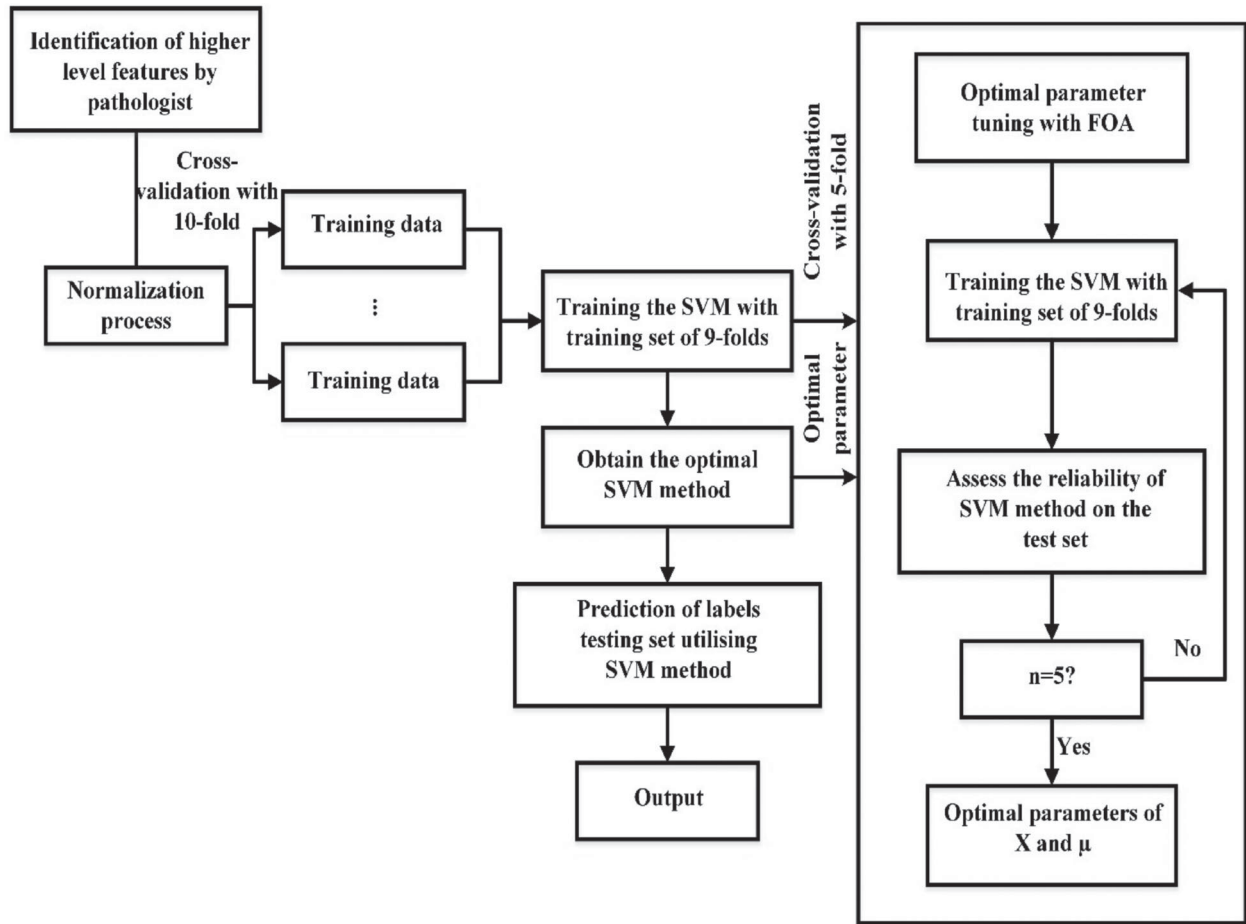 Identification of higher
level features by
pathologist
Cross-
validation with
10-fold
Normalization
process
Training data
...
Training data
Training the SVM with
training set of 9-folds
Obtain the optimal
SVM method
Prediction of labels
testing set utilising
SVM method
Output
Cross-validation
with 5-fold
Optimal
parameter
Optimal parameter
tuning with FOA
Training the SVM with
training set of 9-folds
Assess the reliability of
SVM method on the
test set
n=5?
No
Yes
Optimal parameters of
X and μ